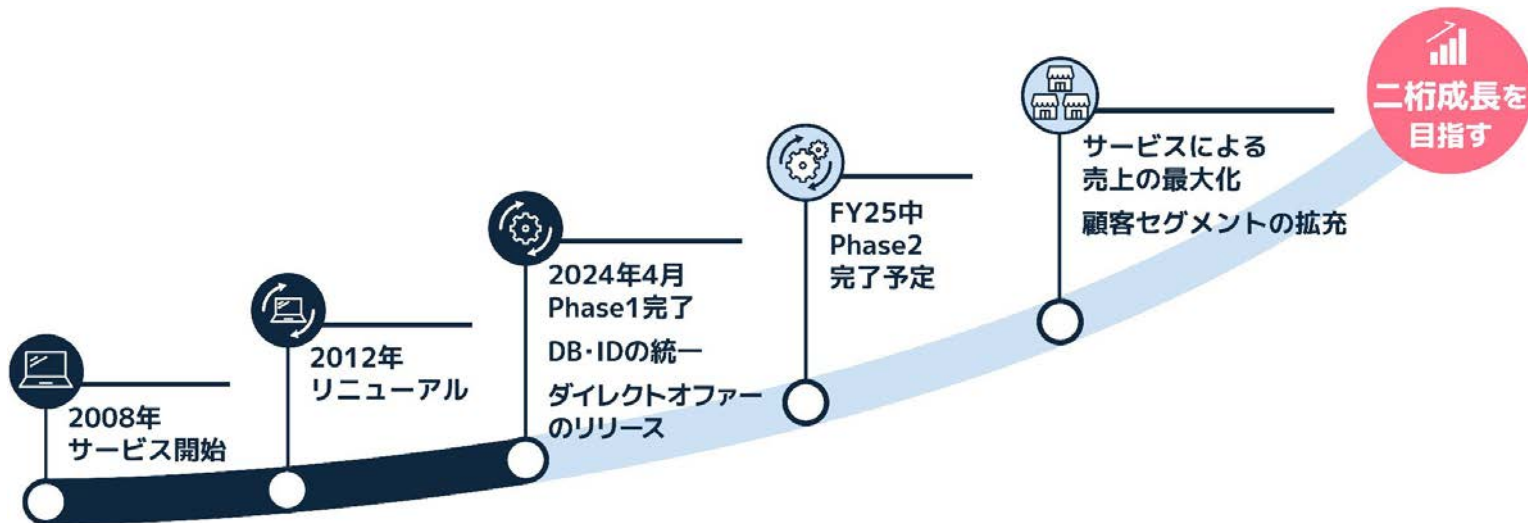 2008年
サービス開始
2012年
リニューアル
2024年4月
Phase1完了
DB・IDの統一
ダイレクトオファー
のリリース
FY25中
Phase2
完了予定
サービスによる
売上の最大化
顧客セグメントの拡充
二桁成長を
目指す